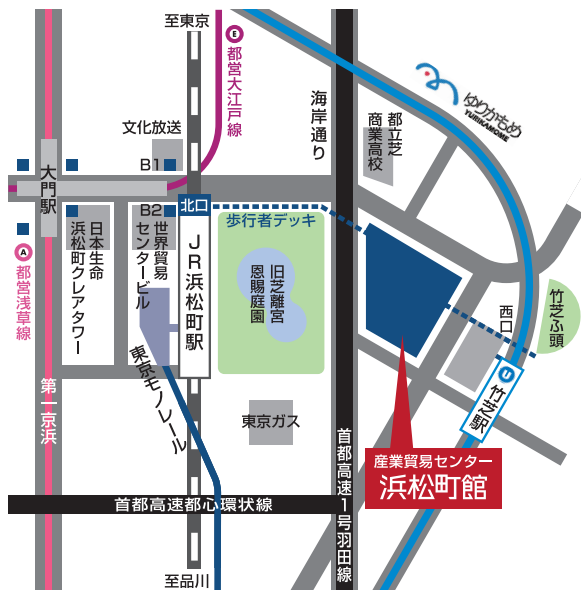 至東京
E
都営大江戸線
海岸通り
都立芝
商業高校
ゆりかもめ
YURIKAMOME
文化放送
B1
大門駅
B2
北口
歩行者デッキ
A
都営浅草線
日本生命
浜松町クレアタワー
世界貿易
センタービル
JR浜松町駅
旧芝離宮
恩賜庭園
西口
竹芝ふ頭
東京モノレール
U
竹芝駅
第一京浜
東京ガス
首都高速1号羽田線
産業貿易センター
浜松町館
首都高速都心環状線
至品川